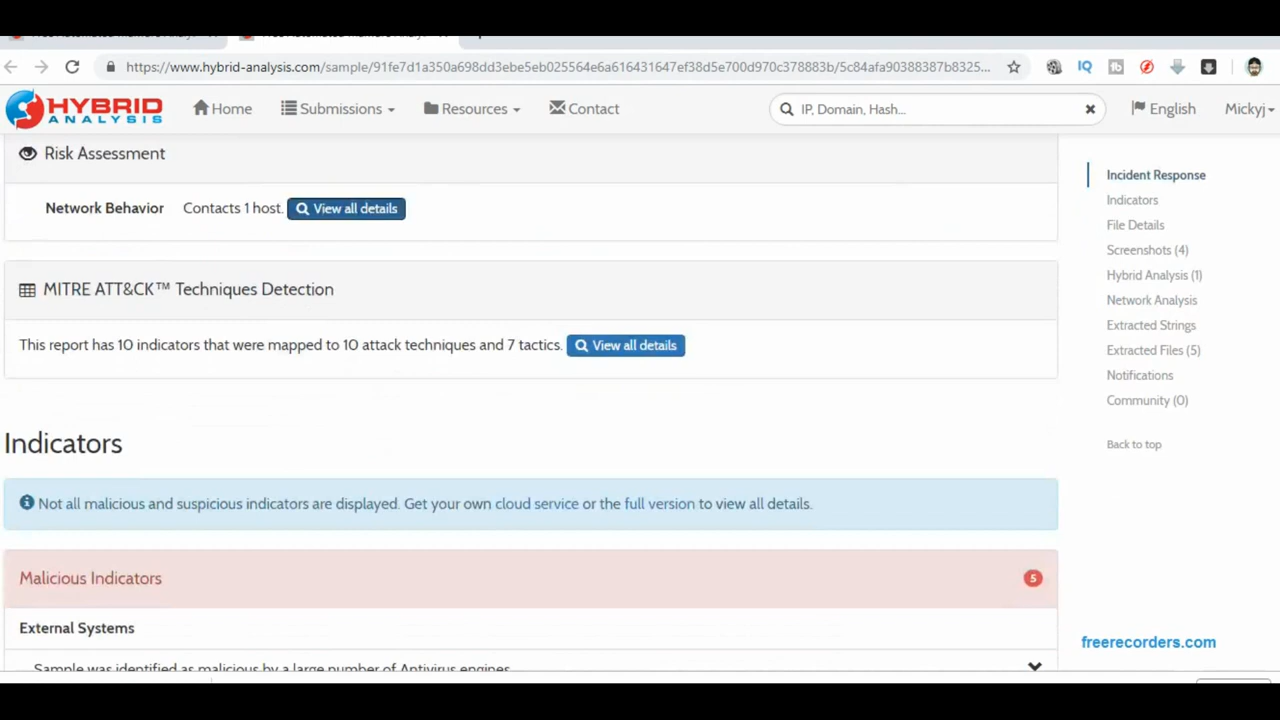 https://www.hybrid-analysis.com/sample/91fe7d1a350a698dd3ebe5eb025564e6a616431647ef38d5e700d970c378883b/5c84afa90388387b8325...
IQ
HYBRID
ANALYSIS
Home
Submissions
Resources
Contact
IP, Domain, Hash...
English
Mickyj
Risk Assessment
Network Behavior Contacts 1 host. View all details
MITRE ATT&CK™ Techniques Detection
This report has 10 indicators that were mapped to 10 attack techniques and 7 tactics. View all details
Indicators
Not all malicious and suspicious indicators are displayed. Get your own cloud service or the full version to view all details.
Malicious Indicators 5
External Systems
Sample was identified as malicious by a large number of Antivirus engines
Incident Response
Indicators
File Details
Screenshots (4)
Hybrid Analysis (1)
Network Analysis
Extracted Strings
Extracted Files (5)
Notifications
Community (0)
Back to top
freerecorders.com